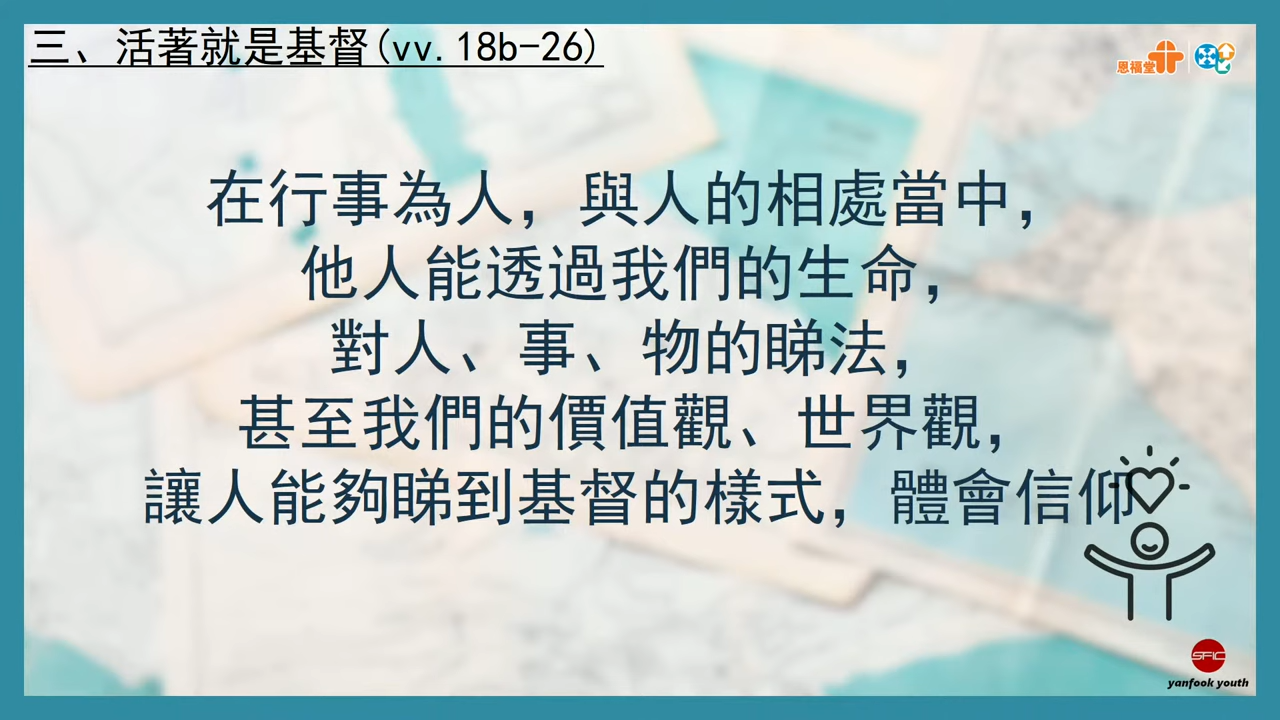 三、活著就是基督(vv.18b-26)
恩福堂
在行事為人，與人的相處當中，
他人能透過我們的生命，
對人、事、物的睇法，
甚至我們的價值觀、世界觀，
讓人能夠睇到基督的樣式，體會信仰
SFIC
yanfook youth